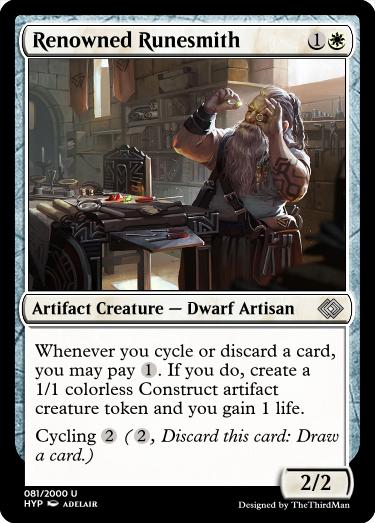 Renowned Runesmith 1
Artifact Creature — Dwarf Artisan
Whenever you cycle or discard a card,
you may pay 1. If you do, create a
1/1 colorless Construct artifact
creature token and you gain 1 life.
Cycling 2 (2, Discard this card: Draw
a card.)
2/2
081/2000 U
HYP ADELAIR
Designed by TheThirdMan